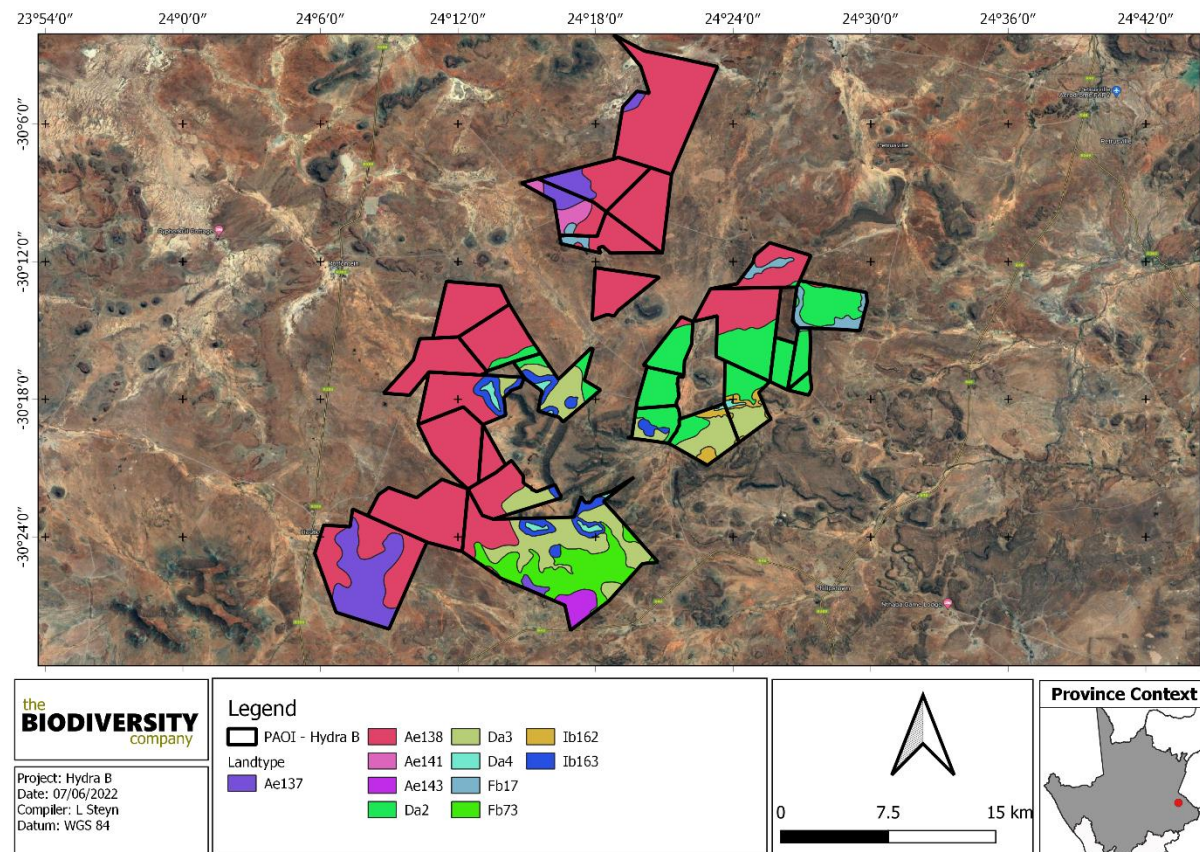 23°54′0″ 24°0′0″ 24°6′0″ 24°12′0″ 24°18′0″ 24°24′0″ 24°30′0″ 24°36′0″ 24°42′0″
-30°6′0″
Petrusville
Petrusville
-30°12′0″
-30°18′0″
-30°24′0″
the
BIODIVERSITY
company
Project: Hydra B
Date: 07/06/2022
Compiler: L Steyn
Datum: WGS 84
Legend
PAOI - Hydra B
Landtype
Ae137
Ae138
Ae141
Ae143
Da2
Da3
Da4
Fb17
Fb73
Ib162
Ib163
0 7.5 15 km
Province Context